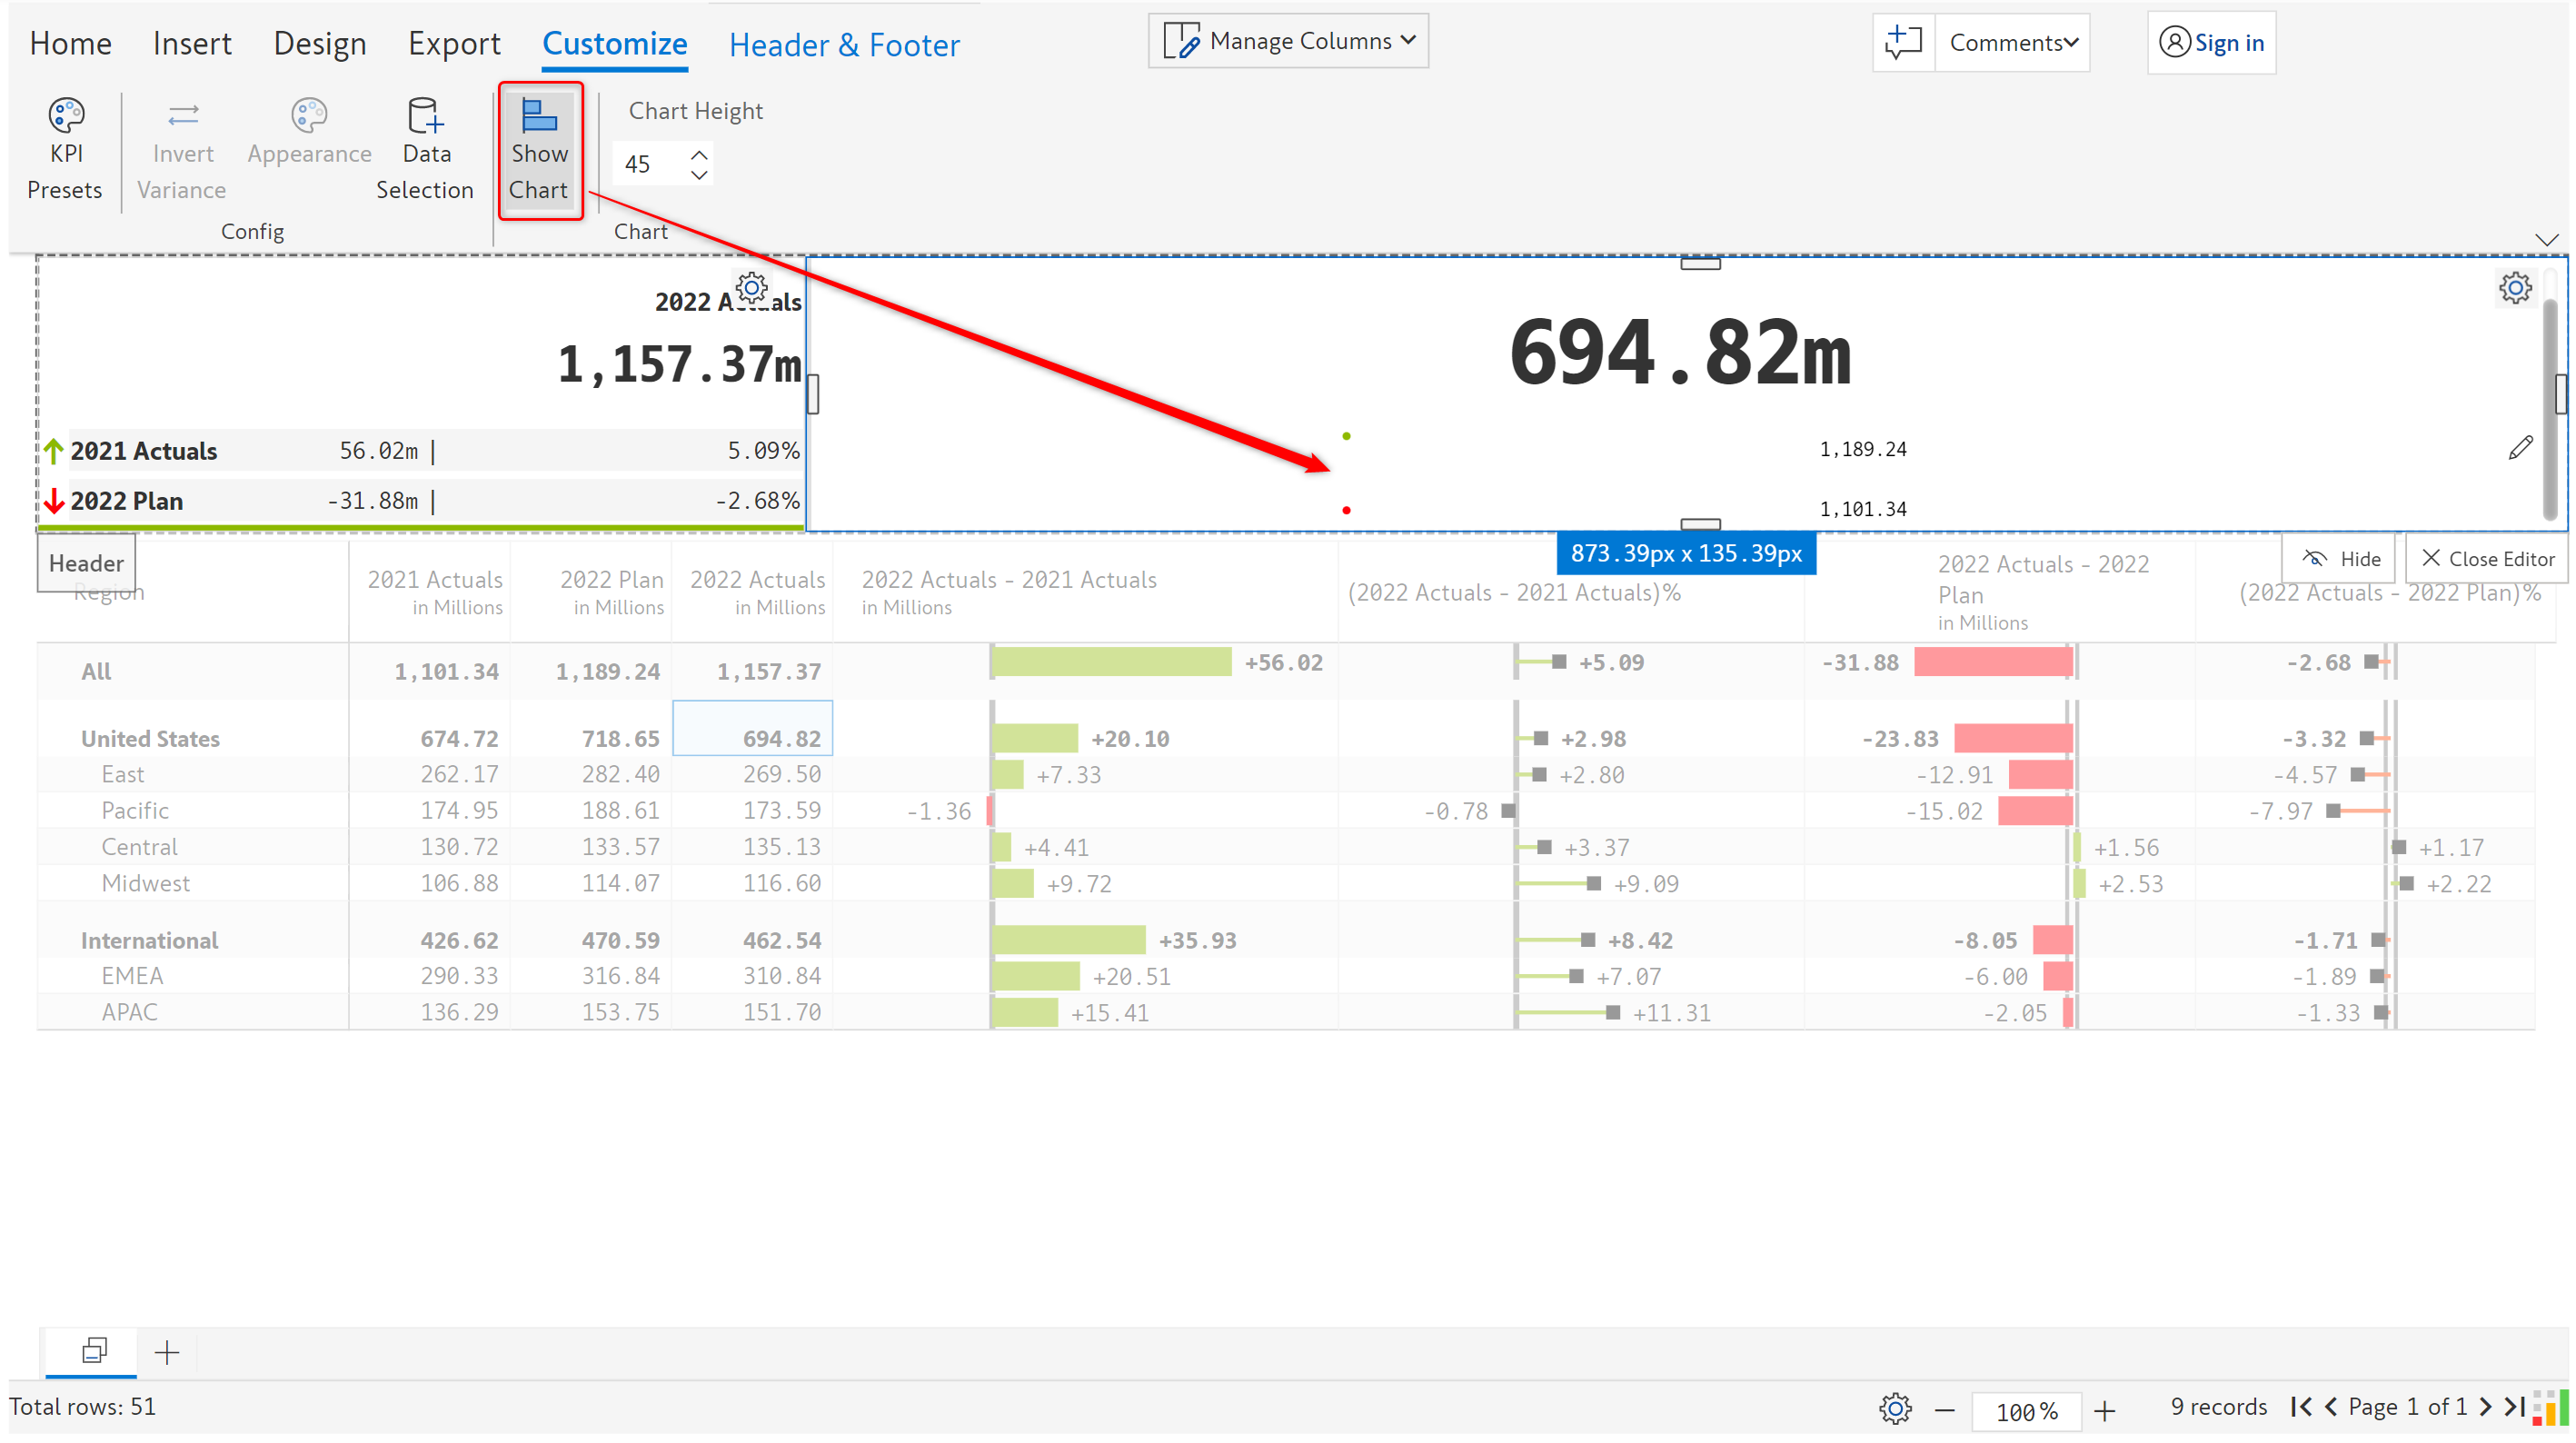 Home Insert Design Export Customize Header & Footer Manage Columns Comments Sign in
KPI Presets
Invert Variance
Appearance
Data Selection
Show Chart
Chart Height
45
Config
Chart
2022 Actuals
1,157.37m
2021 Actuals 56.02m | 5.09%
2022 Plan -31.88m | -2.68%
694.82m
1,189.24
1,101.34
873.39px x 135.39px
Header
Hide
Close Editor
Region
2021 Actuals
in Millions
2022 Plan
in Millions
2022 Actuals
in Millions
2022 Actuals - 2021 Actuals
in Millions
(2022 Actuals - 2021 Actuals)%
2022 Actuals - 2022
Plan
in Millions
(2022 Actuals - 2022 Plan)%
All 1,101.34 1,189.24 1,157.37 +56.02 +5.09 -31.88 -2.68
United States 674.72 718.65 694.82 +20.10 +2.98 -23.83 -3.32
East 262.17 282.40 269.50 +7.33 +2.80 -12.91 -4.57
Pacific 174.95 188.61 173.59 -1.36 -0.78 -15.02 -7.97
Central 130.72 133.57 135.13 +4.41 +3.37 +1.56 +1.17
Midwest 106.88 114.07 116.60 +9.72 +9.09 +2.53 +2.22
International 426.62 470.59 462.54 +35.93 +8.42 -8.05 -1.71
EMEA 290.33 316.84 310.84 +20.51 +7.07 -6.00 -1.89
APAC 136.29 153.75 151.70 +15.41 +11.31 -2.05 -1.33
Total rows: 51
100%
9 records
Page 1 of 1